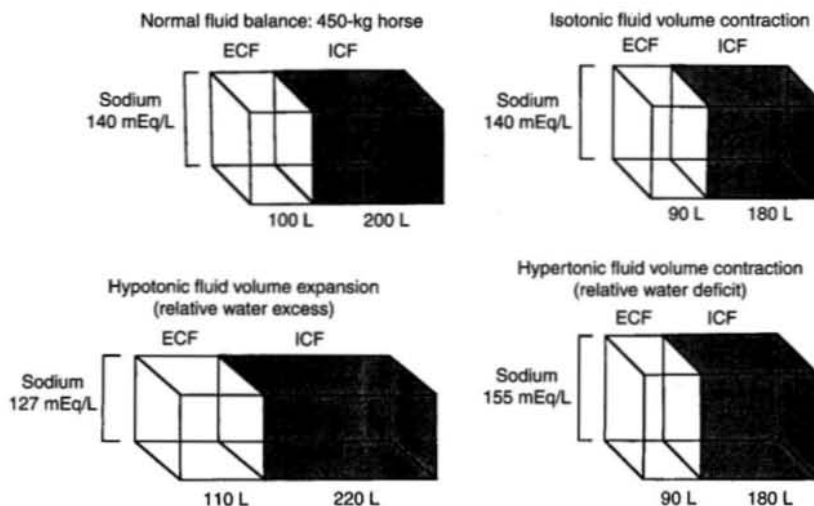 Normal fluid balance: 450-kg horse
ECF ICF
Sodium
140 mEq/L
100 L 200 L
Isotonic fluid volume contraction
ECF ICF
Sodium
140 mEq/L
90 L 180 L
Hypotonic fluid volume expansion
(relative water excess)
ECF ICF
Sodium
127 mEq/L
110 L 220 L
Hypertonic fluid volume contraction
(relative water deficit)
ECF ICF
Sodium
155 mEq/L
90 L 180 L